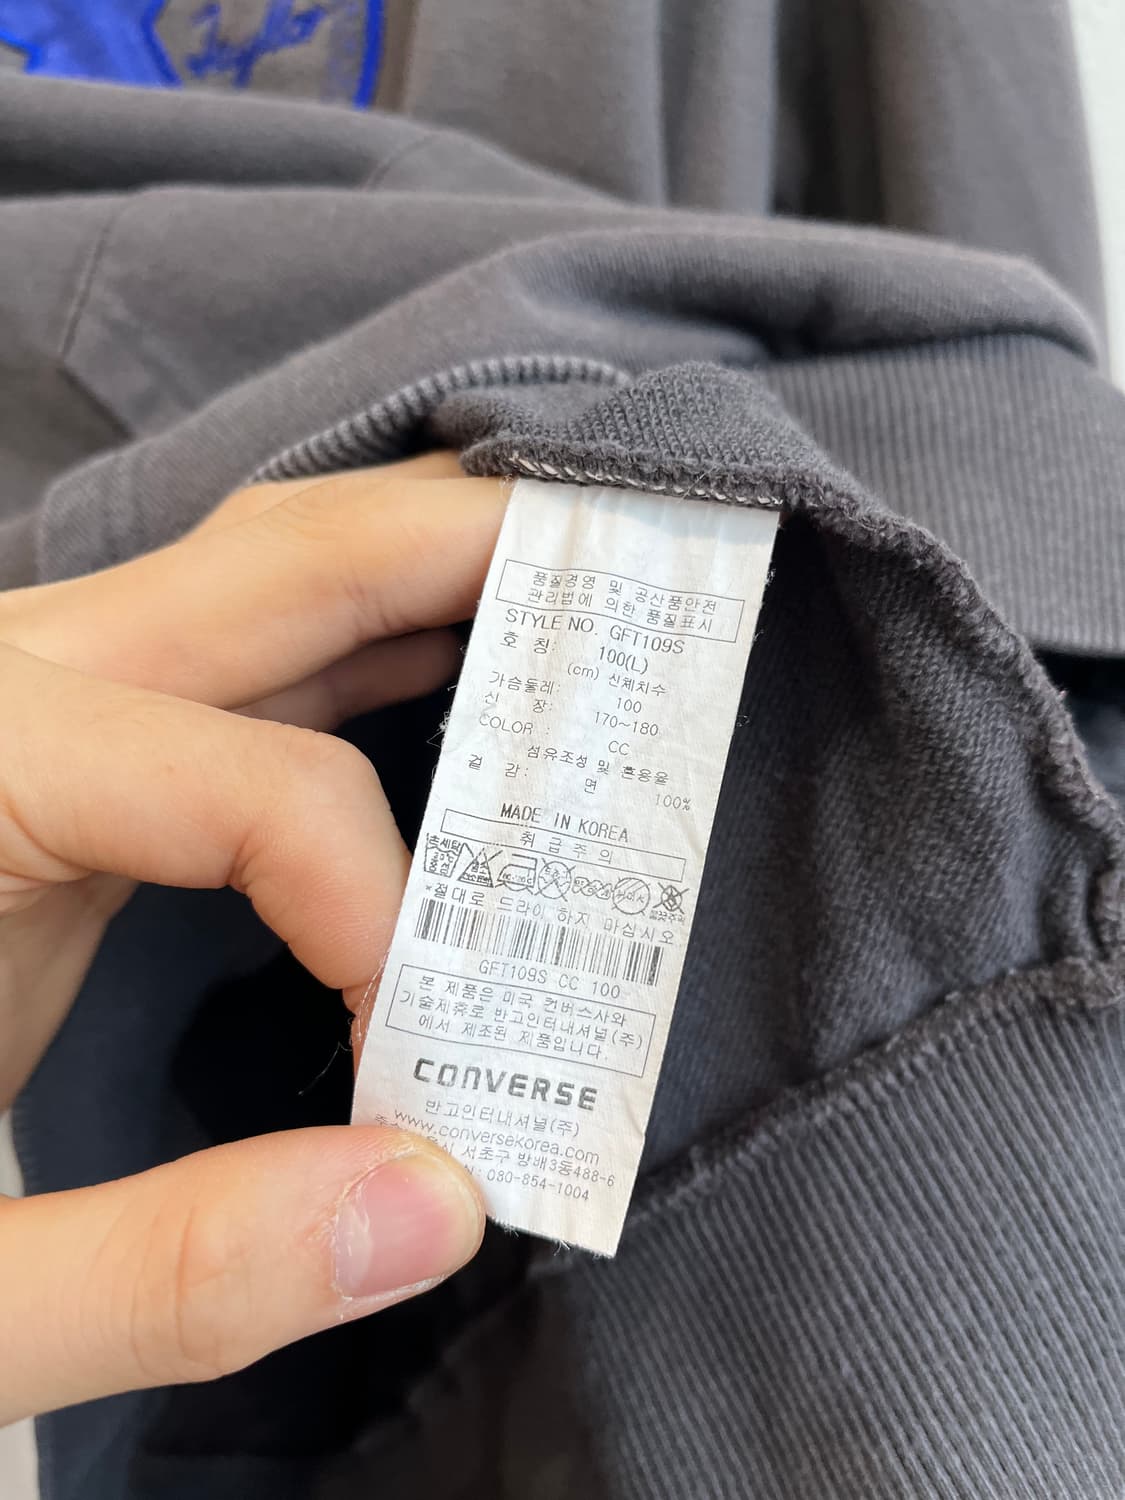 품질경영 및 공산품안전
관리법에 의한 품질표시
STYLE NO. GFT109S
호 칭: 100(L)
(cm) 신체치수
가슴둘레: 100
신 장: 170~180
COLOR : CC
섬유조성 및 혼용율
겉 감: 면 100%
MADE IN KOREA
취급주의
*절대로 드라이 하지 마십시오
GFT109S CC 100
본 제품은 미국 컨버스사와
기술제휴로 반고인터내셔널(주)
에서 제조된 제품입니다.
CONVERSE
반고인터내셔널(주)
www.conversekorea.com
서초구 방배3동488-6
N: 080-854-1004